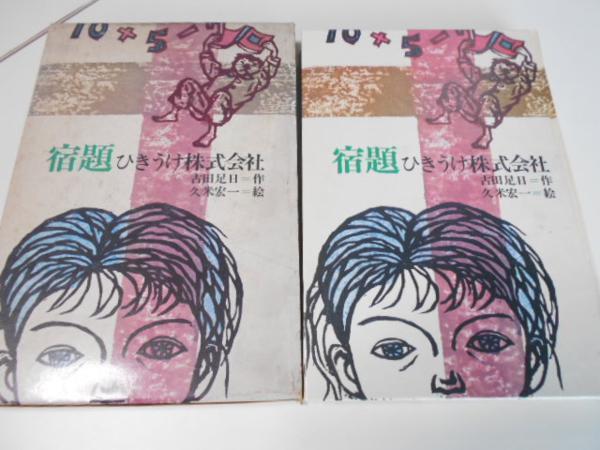 10×5=
宿題ひきうけ株式会社
古田足日=作
久米宏一=絵
10×5=
宿題ひきうけ株式会社
古田足日=作
久米宏一=絵